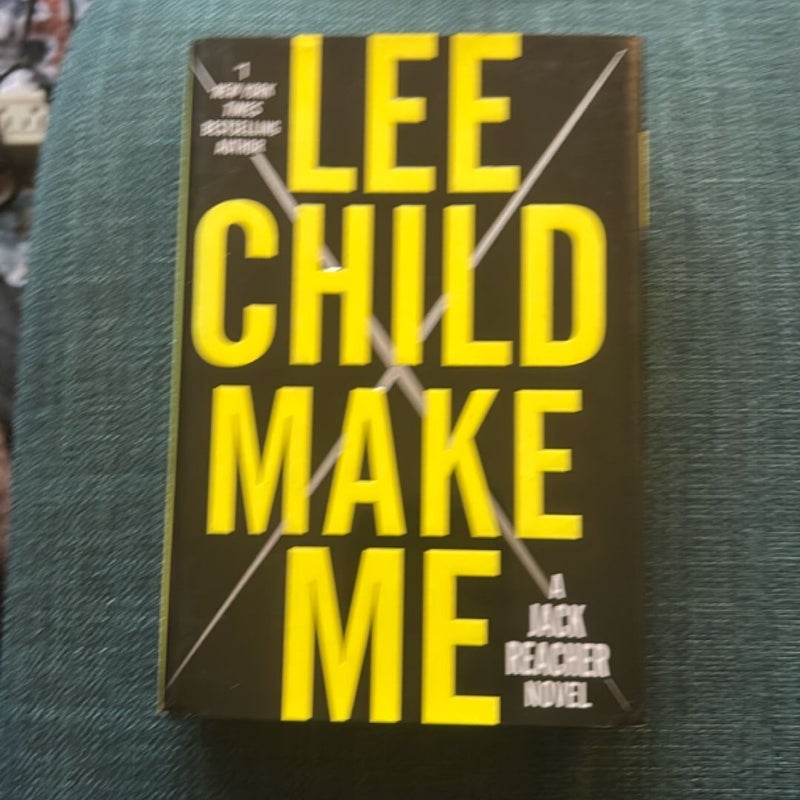 #1
NEW YORK
TIMES
BESTSELLING
AUTHOR
LEE
CHILD
MAKE
ME
A
JACK
REACHER
NOVEL